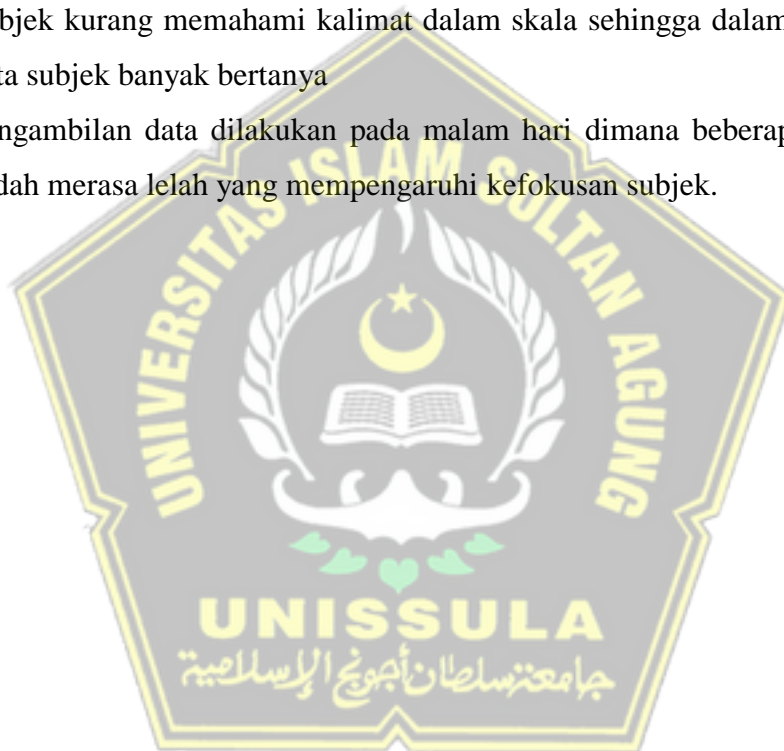 bjek kurang memahami kalimat dalam skala sehingga dalam
ta subjek banyak bertanya
ngambilan data dilakukan pada malam hari dimana beberap
dah merasa lelah yang mempengaruhi kefokusan subjek.
UNIVERSITAS ISLAM SULTAN AGUNG
UNISSULA
جامعة سلطان أجونج الإسلامية